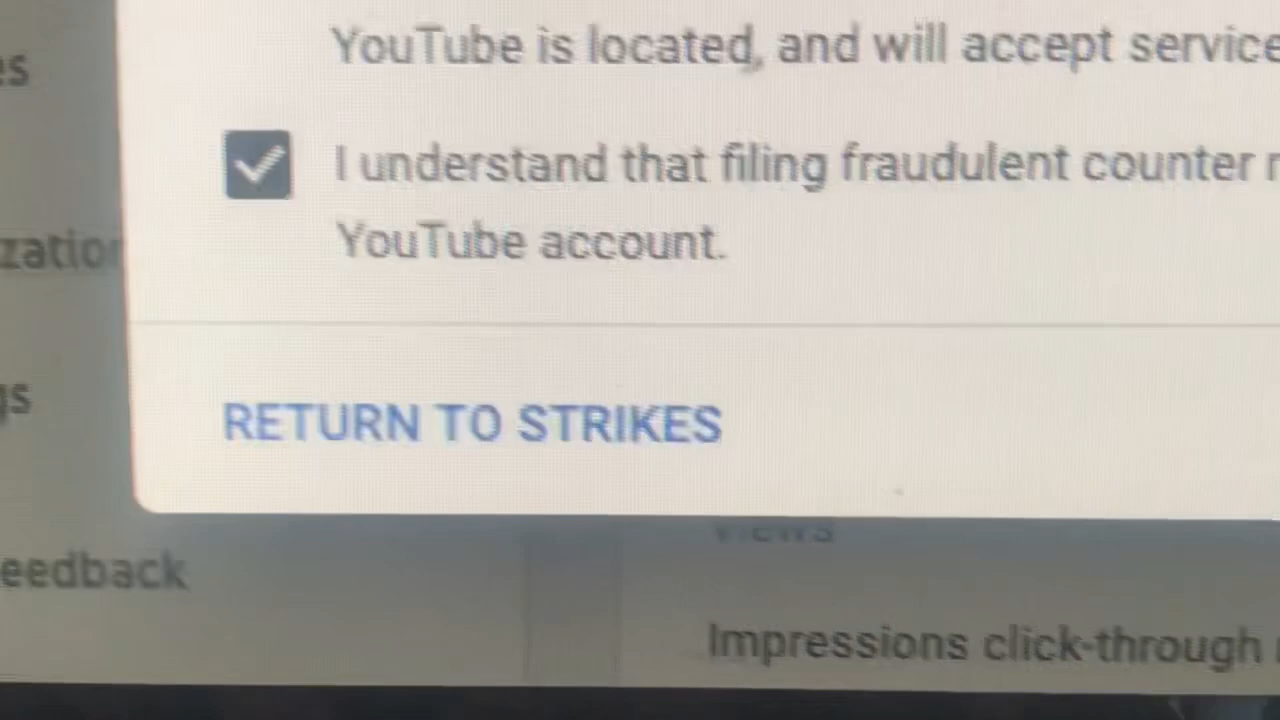 YouTube is located, and will accept service
es
I understand that filing fraudulent counter
zation
YouTube account.
gs
RETURN TO STRIKES
views
eedback
Impressions click-through